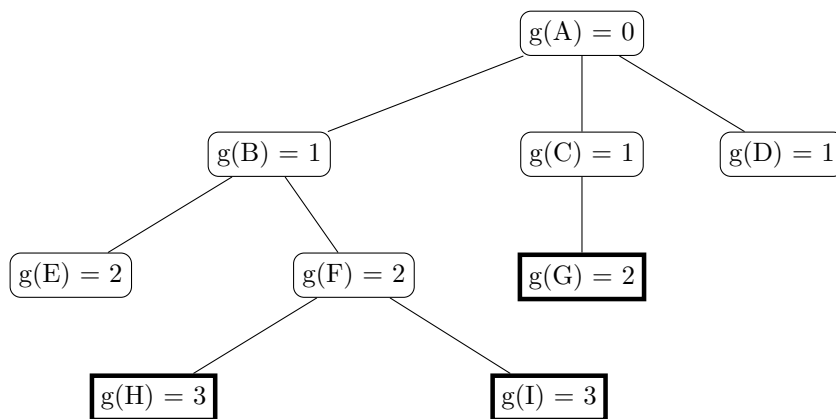 g(A) = 0
g(B) = 1
g(C) = 1
g(D) = 1
g(E) = 2
g(F) = 2
g(G) = 2
g(H) = 3
g(I) = 3